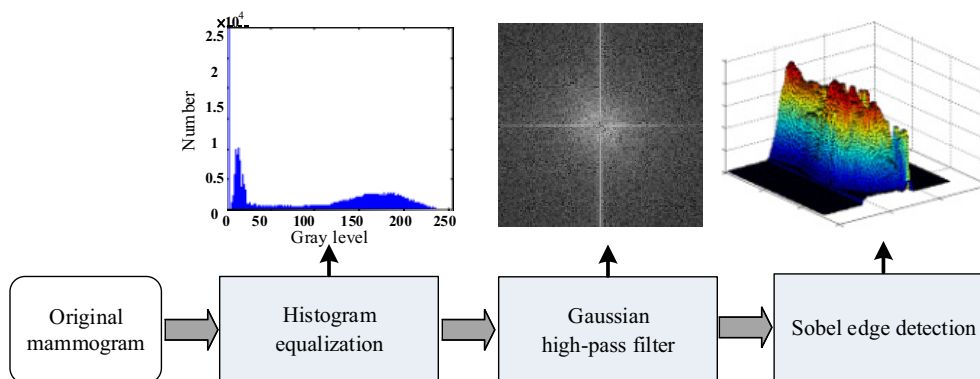 ×10⁴
2.5
2
1.5
1
0.5
0
Number
0 50 100 150 200 250
Gray level
Original
mammogram
Histogram
equalization
Gaussian
high-pass filter
Sobel edge detection